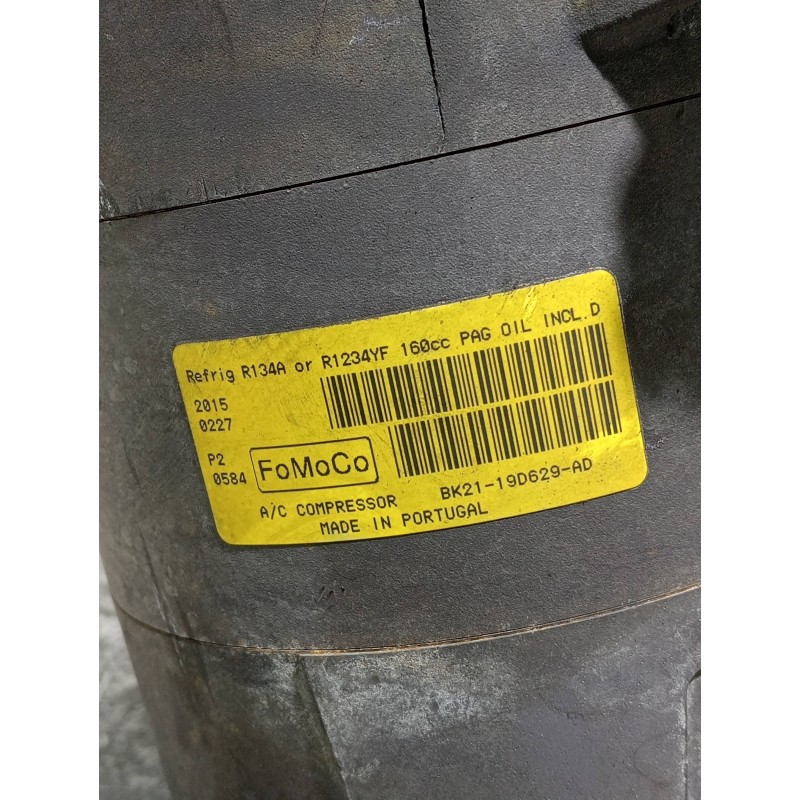 Refrig R134A or R1234YF 160cc PAG OIL INCL.D
2015
0227
P2
0584
FoMoCo
BK21-19D629-AD
A/C COMPRESSOR
MADE IN PORTUGAL